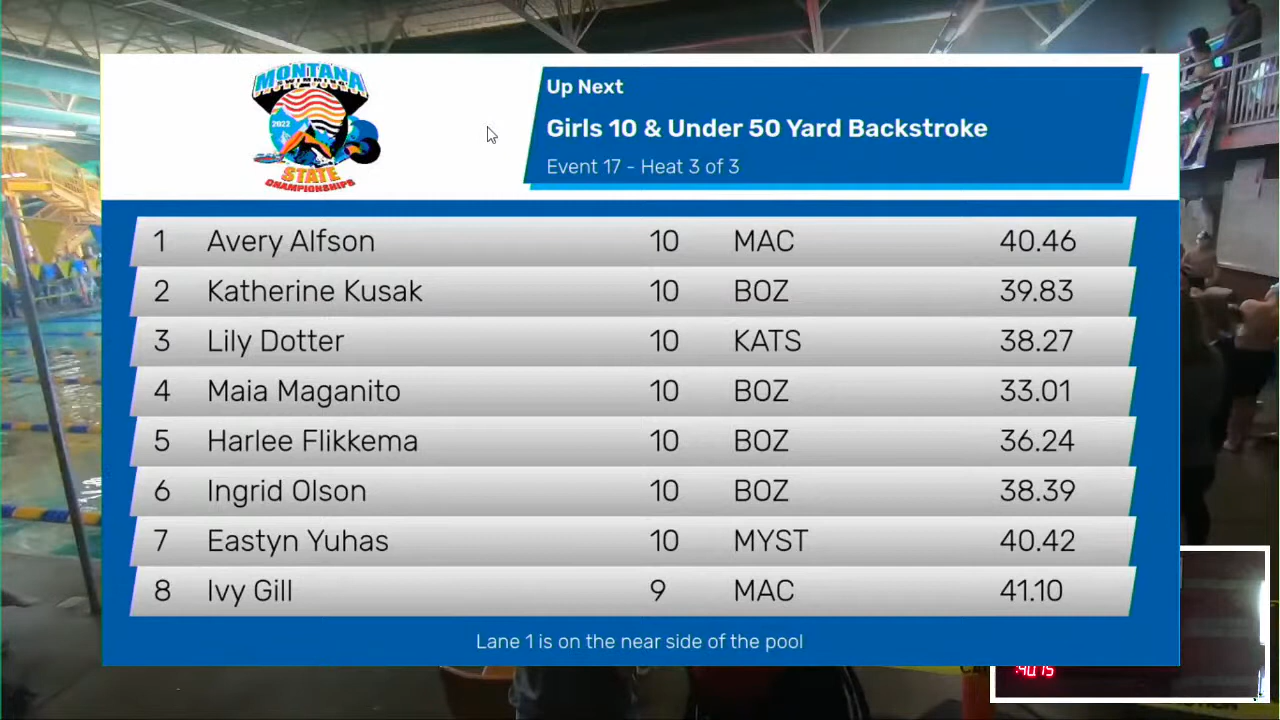 MONTANA
SWIMMING
2022
STATE
CHAMPIONSHIPS
Up Next
Girls 10 & Under 50 Yard Backstroke
Event 17 - Heat 3 of 3
1 Avery Alfson 10 MAC 40.46
2 Katherine Kusak 10 BOZ 39.83
3 Lily Dotter 10 KATS 38.27
4 Maia Maganito 10 BOZ 33.01
5 Harlee Flikkema 10 BOZ 36.24
6 Ingrid Olson 10 BOZ 38.39
7 Eastyn Yuhas 10 MYST 40.42
8 Ivy Gill 9 MAC 41.10
Lane 1 is on the near side of the pool